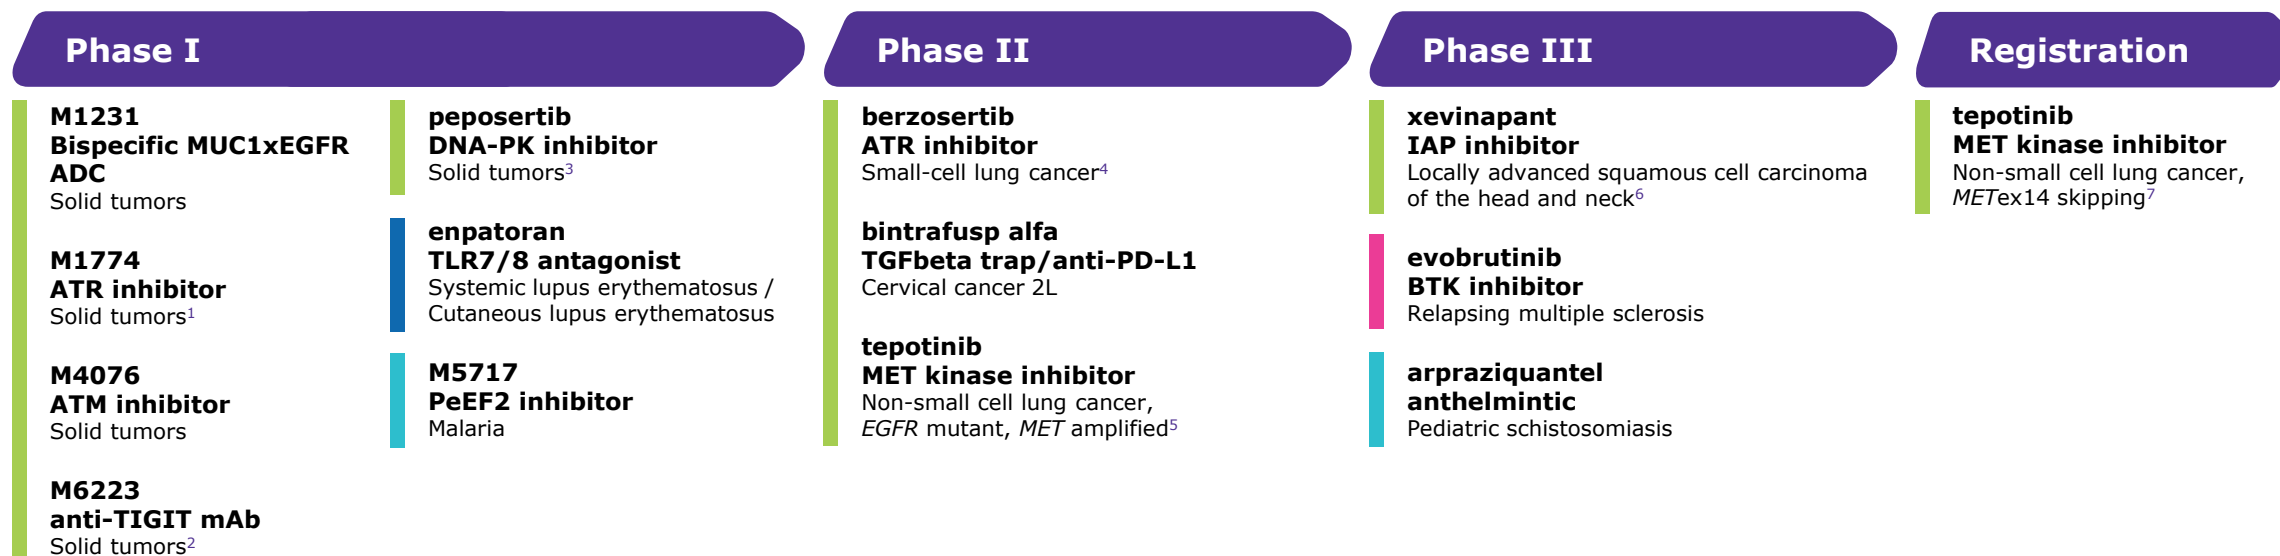 Phase I
M1231
Bispecific MUC1xEGFR
ADC
Solid tumors
M1774
ATR inhibitor
Solid tumors1
M4076
ATM inhibitor
Solid tumors
M6223
anti-TIGIT mAb
Solid tumors2
peposertib
DNA-PK inhibitor
Solid tumors3
enpatoran
TLR7/8 antagonist
Systemic lupus erythematosus /
Cutaneous lupus erythematosus
M5717
PeEF2 inhibitor
Malaria
Phase II
berzosertib
ATR inhibitor
Small-cell lung cancer4
bintrafusp alfa
TGFbeta trap/anti-PD-L1
Cervical cancer 2L
tepotinib
MET kinase inhibitor
Non-small cell lung cancer,
EGFR mutant, MET amplified5
Phase III
xevinapant
IAP inhibitor
Locally advanced squamous cell carcinoma
of the head and neck6
evobrutinib
BTK inhibitor
Relapsing multiple sclerosis
arpraziquantel
anthelmintic
Pediatric schistosomiasis
Registration
tepotinib
MET kinase inhibitor
Non-small cell lung cancer,
METex14 skipping7